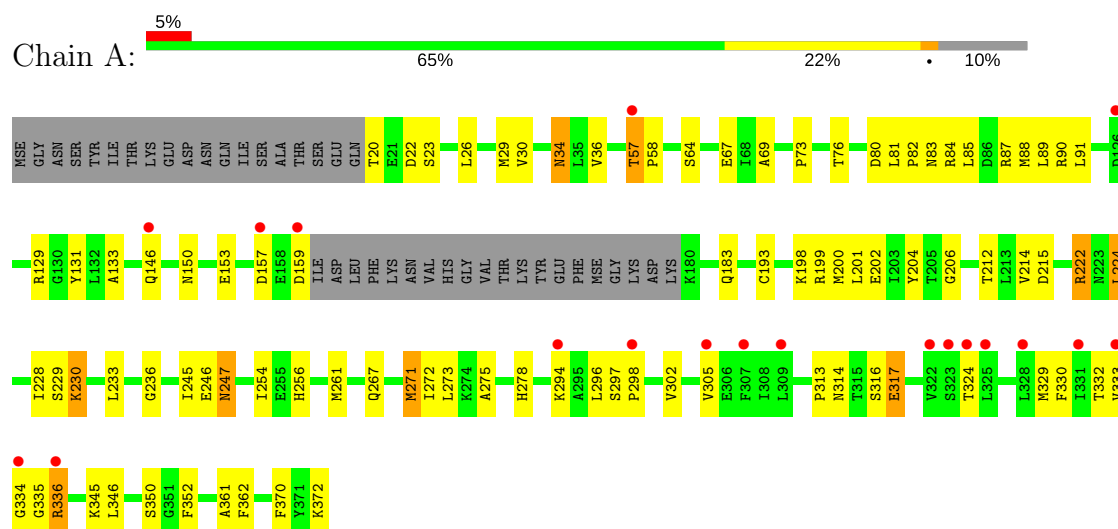 5%
Chain A:
65% 22% • 10%
MSE GLY ASN SER TYR ILE THR LYS GLU ASP ASN GLN ILE SER ALA THR SER GLU GLN T20 E21 D22 S23 L26 W29 V30 N34 L35 V36 T57 P58 S64 E67 I68 A69 P73 T76 D80 L81 P82 N83 R84 L85 D86 R87 M88 L89 R90 L91 D126
R129 G130 Y131 L132 A133 Q146 N150 E153 D157 E158 D159 ILE ASP LEU PHE LYS ASN VAL HIS GLY VAL THR LYS TYR GLU PHE MSE GLY LYS ASP LYS K180 Q183 C193 K198 R199 M200 L201 E202 I203 Y204 T205 G206 T212 L213 V214 D215 R222 N223 L224
I228 S229 K230 L233 G236 I245 E246 N247 I254 E255 H256 M261 Q267 M271 I272 L273 K274 A275 H278 K294 A295 L296 S297 P298 V302 V305 E306 F307 I308 L309 P313 N314 T315 S316 E317 V322 S323 T324 L325 L328 M329 F330 I331 T332 V333
G334 G335 R336 K345 L346 S350 G351 F352 A361 F362 F370 Y371 K372